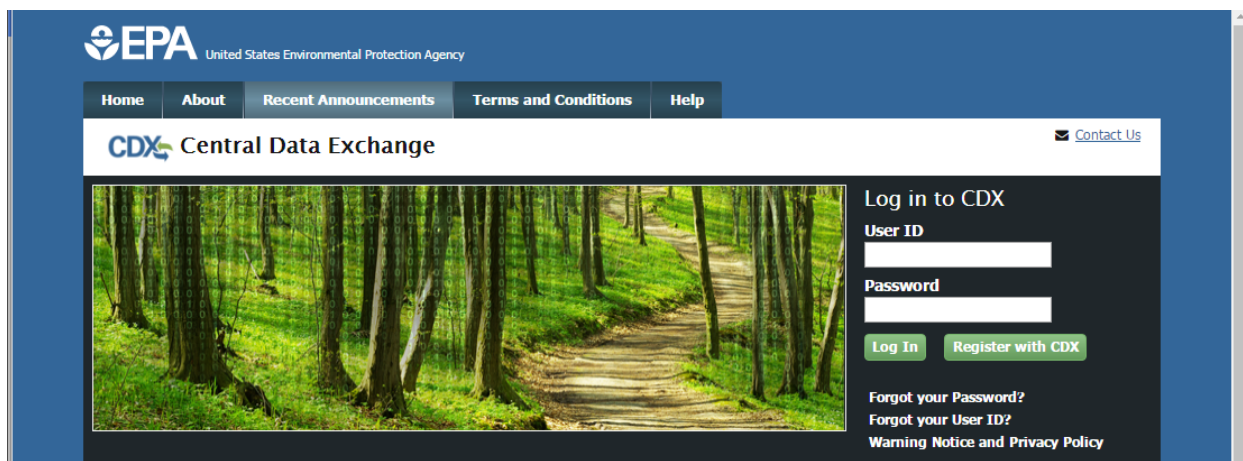 EPA United States Environmental Protection Agency
Home About Recent Announcements Terms and Conditions Help
CDX Central Data Exchange
Contact Us
Log in to CDX
User ID
Password
Log In Register with CDX
Forgot your Password?
Forgot your User ID?
Warning Notice and Privacy Policy